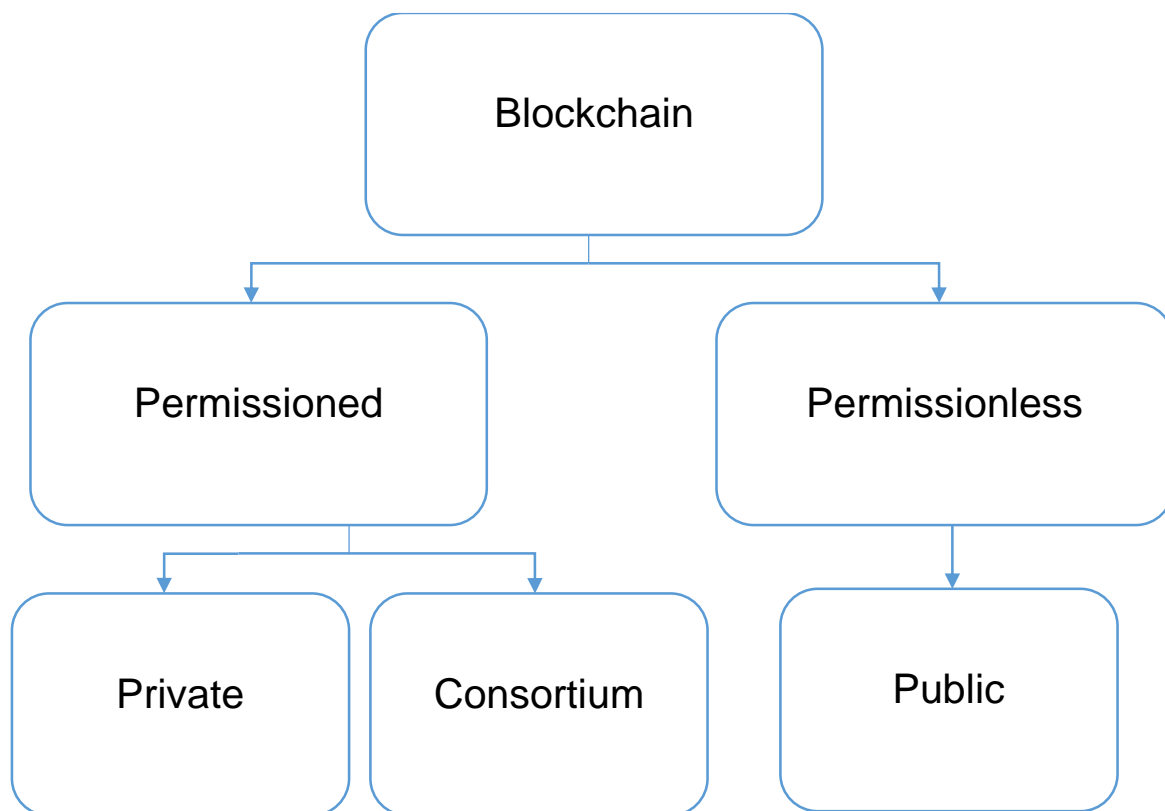 Blockchain
Permissioned
Permissionless
Private
Consortium
Public